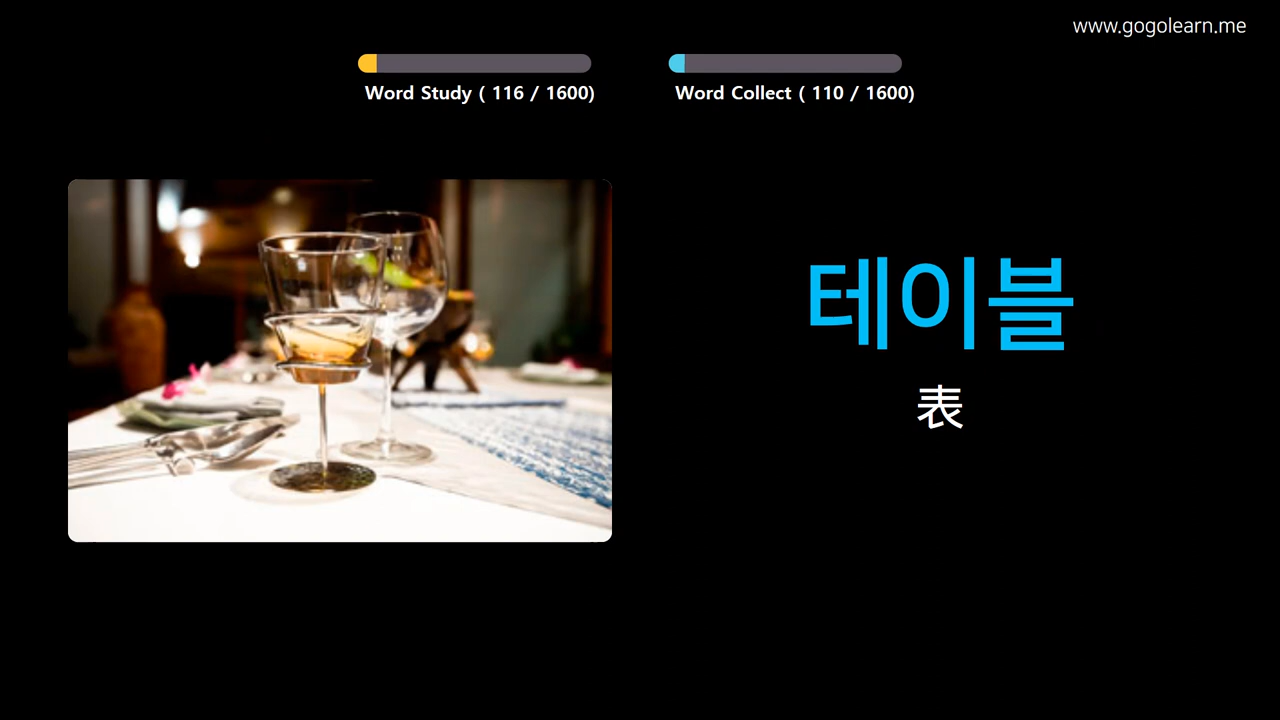 www.gogolearn.me
Word Study ( 116 / 1600)
Word Collect ( 110 / 1600)
테이블
表